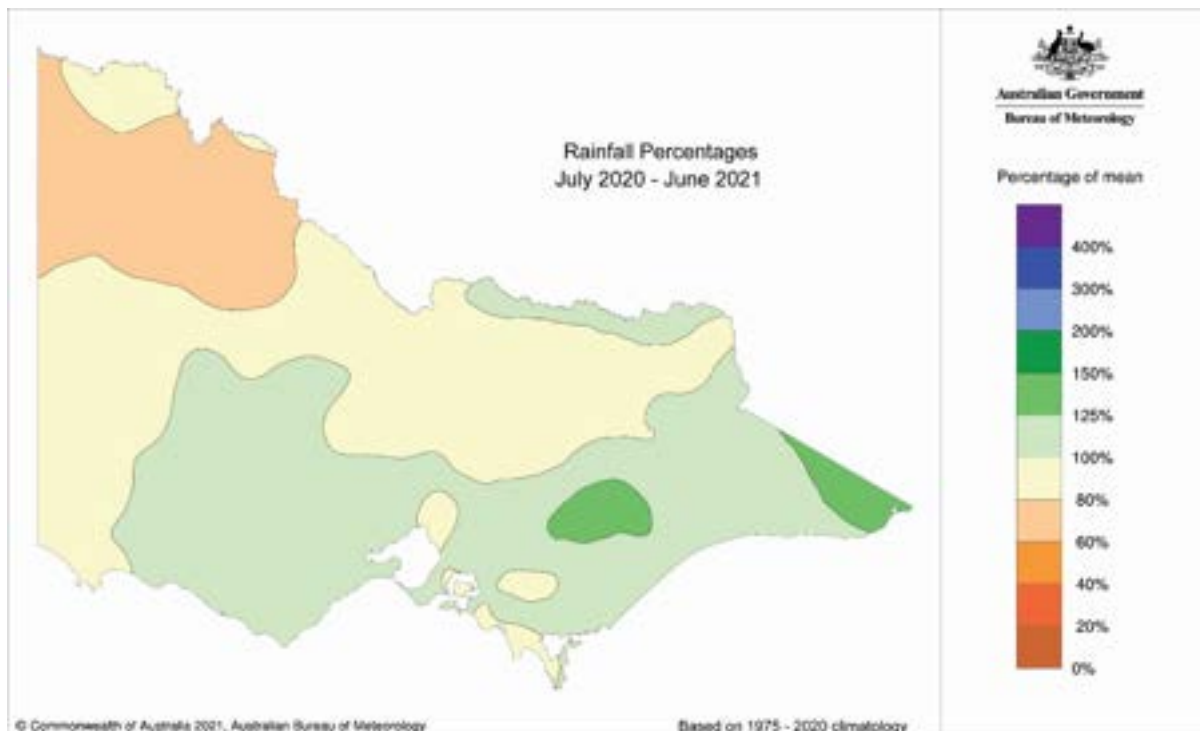 Australian Government
Bureau of Meteorology
Rainfall Percentages
July 2020 - June 2021
Percentage of mean
400%
300%
200%
150%
125%
100%
80%
60%
40%
20%
0%
© Commonwealth of Australia 2021, Australian Bureau of Meteorology
Based on 1975 - 2020 climatology